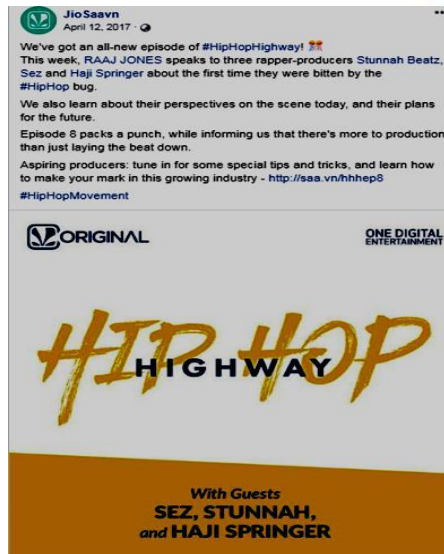 JioSaavn
April 12, 2017 ·
We've got an all-new episode of #HipHopHighway!
This week, RAAJ JONES speaks to three rapper-producers Stunnah Beatz,
Sez and Haji Springer about the first time they were bitten by the
#HipHop bug.
We also learn about their perspectives on the scene today, and their plans
for the future.
Episode 8 packs a punch, while informing us that there's more to production
than just laying the beat down.
Aspiring producers: tune in for some special tips and tricks, and learn how
to make your mark in this growing industry - http://saa.vn/hhhep8
#HipHopMovement
ORIGINAL
ONE DIGITAL
ENTERTAINMENT
HIP HOP
HIGHWAY
With Guests
SEZ, STUNNAH,
and HAJI SPRINGER